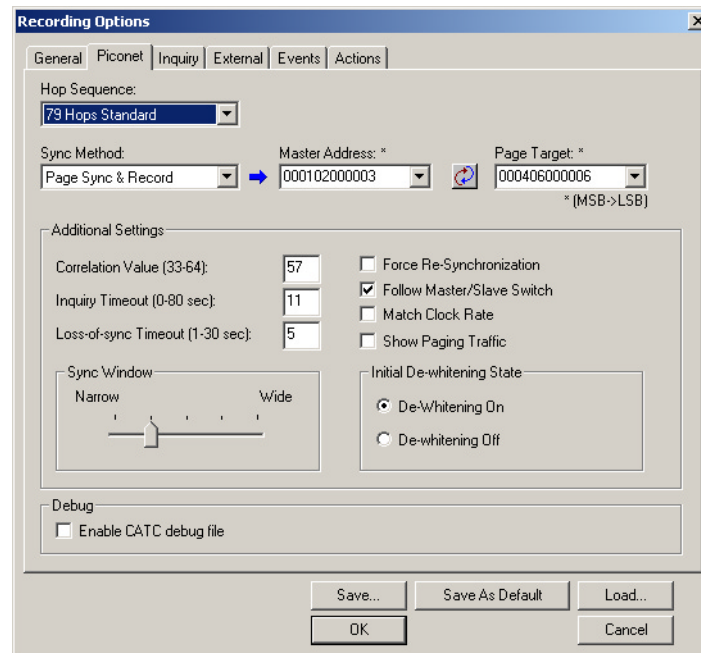 Recording Options
General Piconet Inquiry External Events Actions
Hop Sequence:
79 Hops Standard
Sync Method: Master Address: * Page Target: *
Page Sync & Record 000102000003 000406000006
* (MSB->LSB)
Additional Settings
Correlation Value (33-64): 57 Force Re-Synchronization
Inquiry Timeout (0-80 sec): 11 Follow Master/Slave Switch
Loss-of-sync Timeout (1-30 sec): 5 Match Clock Rate
Show Paging Traffic
Sync Window Initial De-whitening State
Narrow Wide De-Whitening On
De-whitening Off
Debug
Enable CATC debug file
Save... Save As Default Load...
OK Cancel